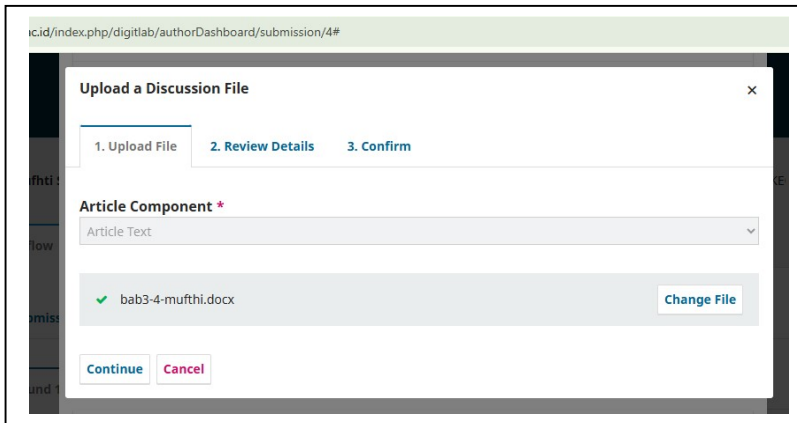 ac.id/index.php/digitlab/authorDashboard/submission/4#
Upload a Discussion File ×
1. Upload File 2. Review Details 3. Confirm
Article Component *
Article Text
bab3-4-mufthi.docx Change File
Continue Cancel